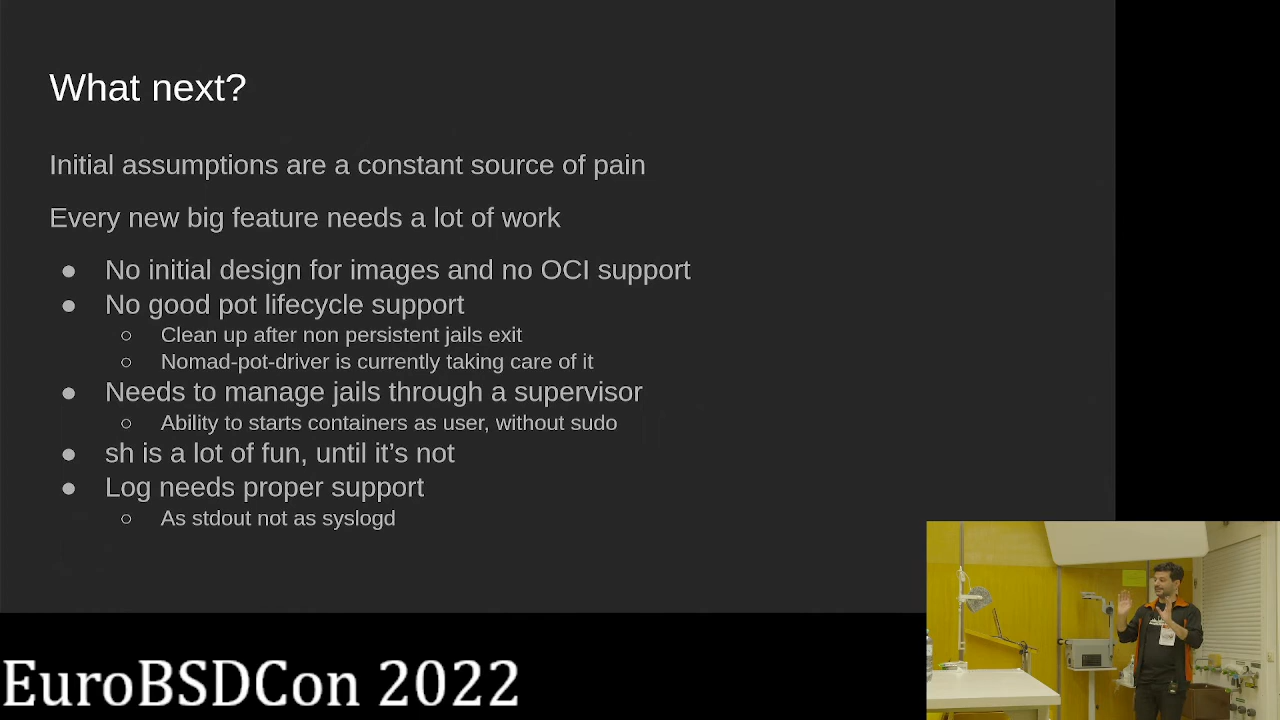 What next?
Initial assumptions are a constant source of pain
Every new big feature needs a lot of work
● No initial design for images and no OCI support
● No good pot lifecycle support
○ Clean up after non persistent jails exit
○ Nomad-pot-driver is currently taking care of it
● Needs to manage jails through a supervisor
○ Ability to starts containers as user, without sudo
● sh is a lot of fun, until it’s not
● Log needs proper support
○ As stdout not as syslogd
EuroBSDCon 2022